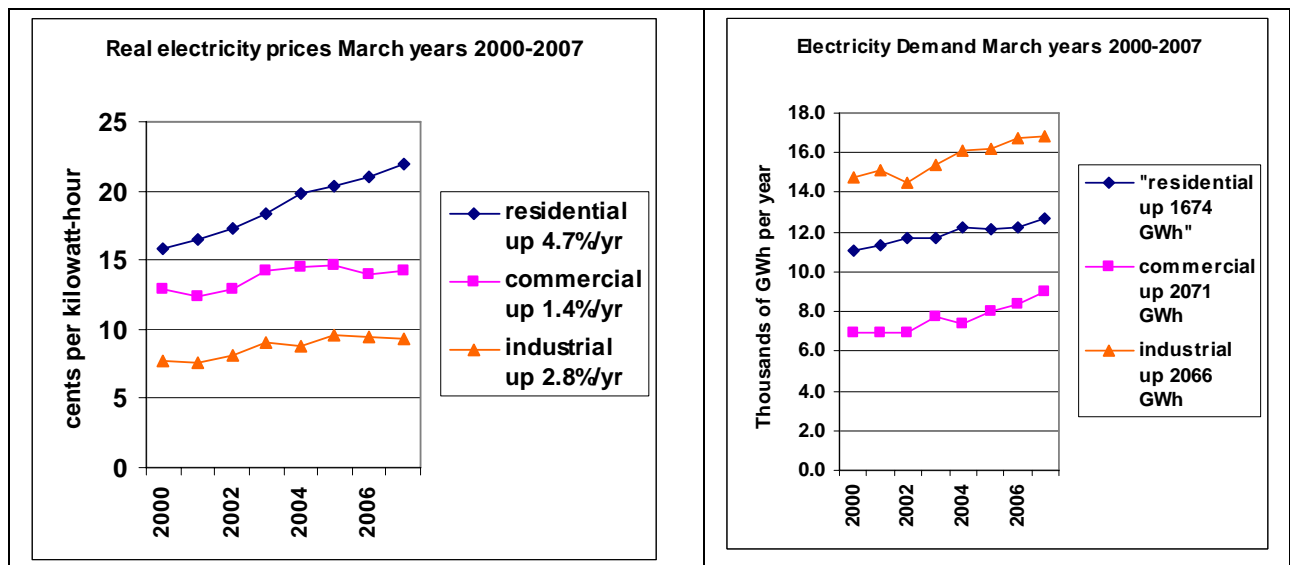 Real electricity prices March years 2000-2007
cents per kilowatt-hour
25
20
15
10
5
0
2000
2002
2004
2006
residential
up 4.7%/yr
commercial
up 1.4%/yr
industrial
up 2.8%/yr
Electricity Demand March years 2000-2007
Thousands of GWh per year
18.0
16.0
14.0
12.0
10.0
8.0
6.0
4.0
2.0
0.0
2000
2002
2004
2006
"residential
up 1674
GWh"
commercial
up 2071
GWh
industrial
up 2066
GWh